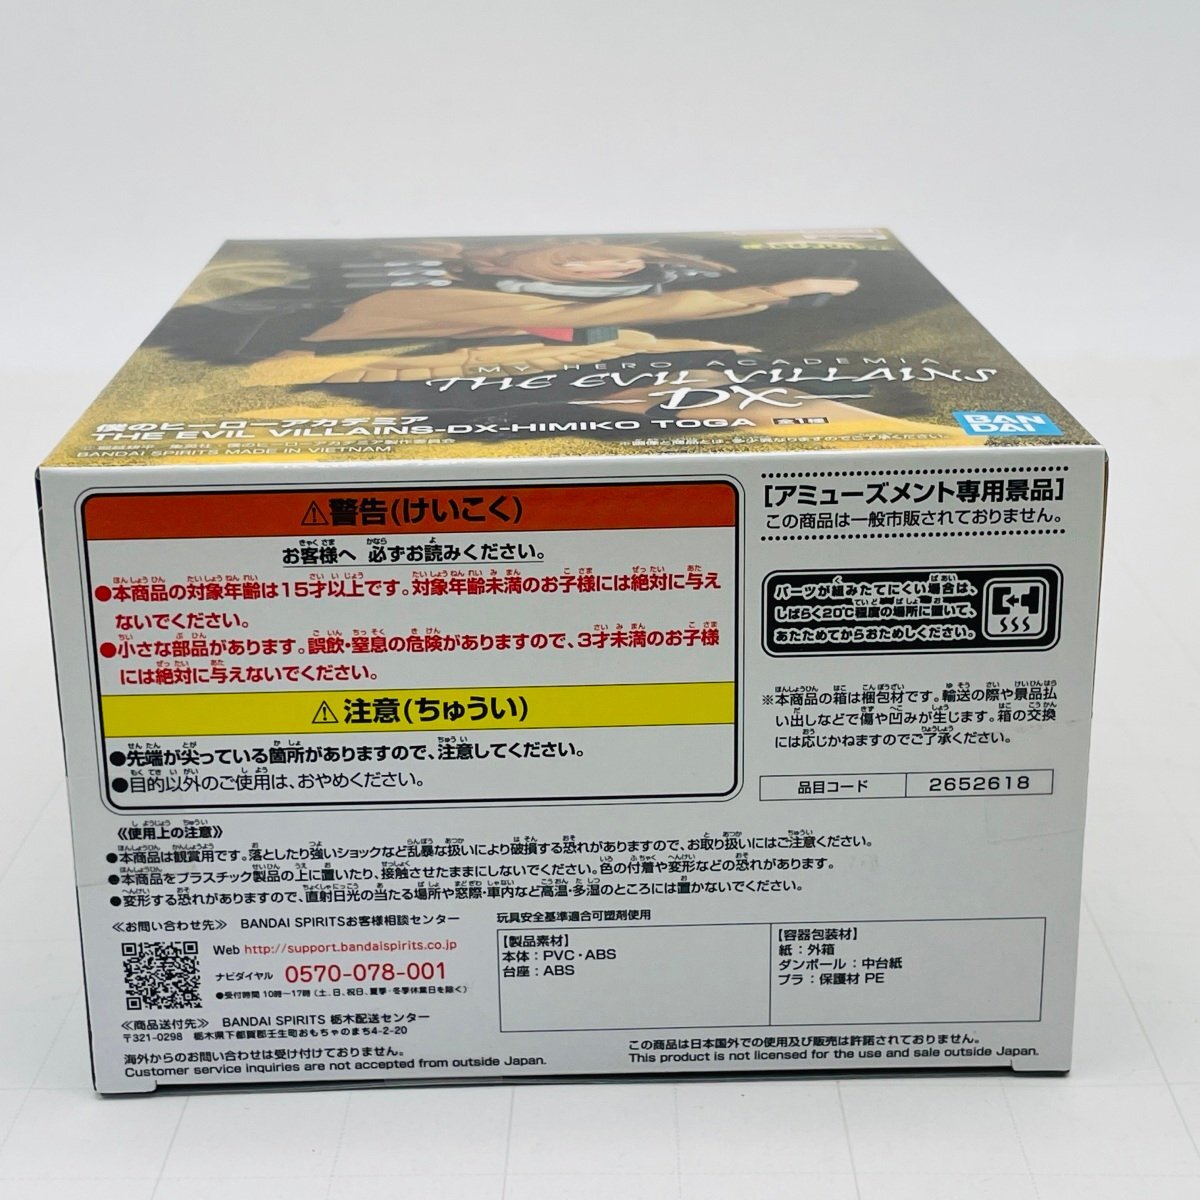 MY HERO ACADEMIA
THE EVIL VILLAINS
DX
僕のヒーローアカデミア
THE EVIL VILLAINS-DX-HIMIKO TOGA 全1種
BANDAI SPIRITS MADE IN VIETNAM
※画像と商品とは、多少異なりますのでご了承ください。
BAN
DAI
⚠警告(けいこく)
お客様へ 必ずお読みください。
●本商品の対象年齢は15才以上です。対象年齢未満のお子様には絶対に与え
ないでください。
●小さな部品があります。誤飲・窒息の危険がありますので、3才未満のお子様
には絶対に与えないでください。
⚠注意(ちゅうい)
●先端が尖っている箇所がありますので、注意してください。
●目的以外のご使用は、おやめください。
[アミューズメント専用景品]
この商品は一般市販されておりません。
パーツが組みたてにくい場合は、
しばらく20℃程度の場所に置いて、
あたためてからおためしください。
※本商品の箱は梱包材です。輸送の際や景品払
い出しなどで傷や凹みが生じます。箱の交換
には応じかねますのでご了承ください。
品目コード 2652618
《使用上の注意》
●本商品は観賞用です。落としたり強いショックなど乱暴な扱いにより破損する恐れがありますので、お取り扱いにはご注意ください。
●本商品をプラスチック製品の上に置いたり、接触させたままにしないでください。色の付着や変形などの恐れがあります。
●変形する恐れがありますので、直射日光の当たる場所や窓際・車内など高温・多湿のところには置かないでください。
≪お問い合わせ先≫ BANDAI SPIRITSお客様相談センター
Web http://support.bandaispirits.co.jp
ナビダイヤル 0570-078-001
●受付時間 10時〜17時(土、日、祝日、夏季・冬季休業日を除く)
≪商品送付先≫ BANDAI SPIRITS 栃木配送センター
〒321-0298 栃木県下都賀郡壬生町おもちゃのまち4-2-20
海外からのお問い合わせは受け付けておりません。
Customer service inquiries are not accepted from outside Japan.
玩具安全基準適合可塑剤使用
【製品素材】
本体：PVC・ABS
台座：ABS
【容器包装材】
紙：外箱
ダンボール：中台紙
プラ：保護材 PE
この商品は日本国外での使用及び販売は許諾されておりません。
This product is not licensed for the use and sale outside Japan.